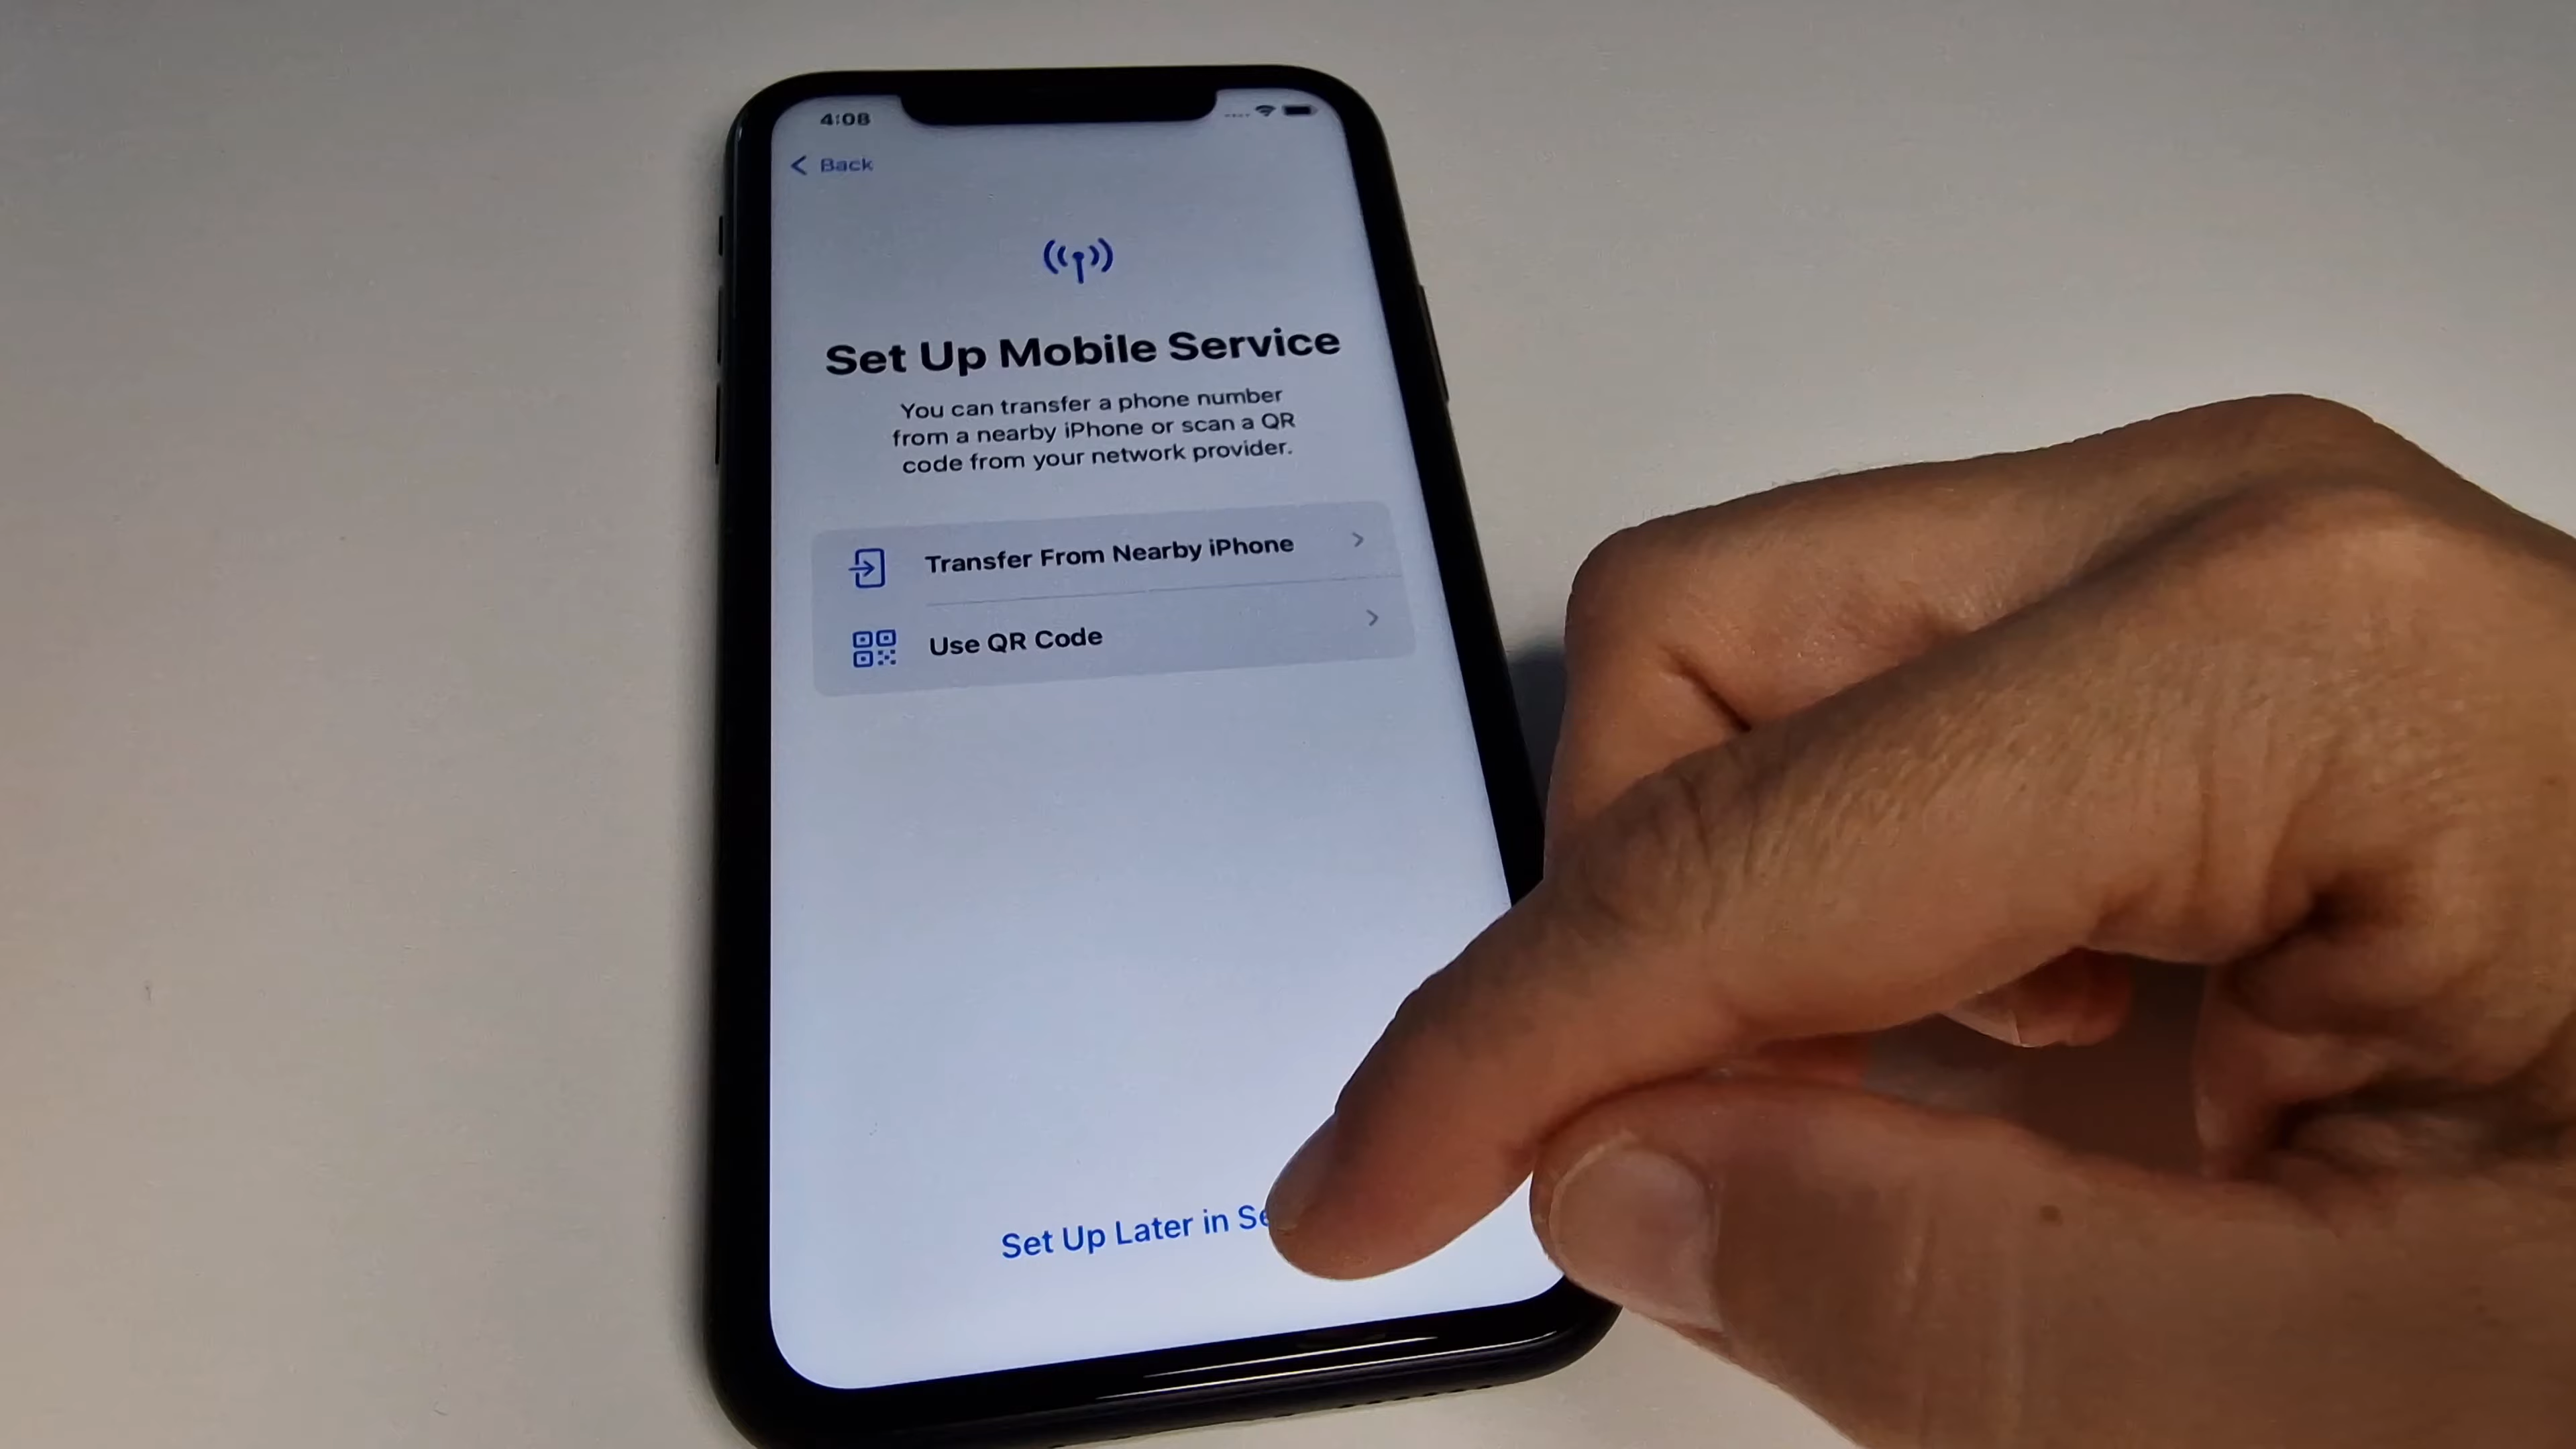 4:08
Back
Set Up Mobile Service
You can transfer a phone number
from a nearby iPhone or scan a QR
code from your network provider.
Transfer From Nearby iPhone
Use QR Code
Set Up Later in Se